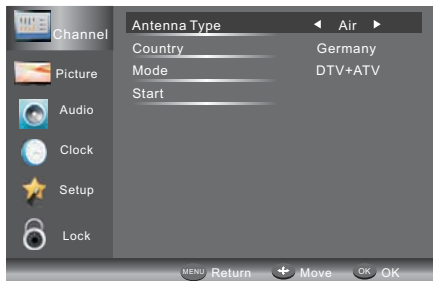 Channel
Picture
Audio
Clock
Setup
Lock
Antenna Type Air
Country Germany
Mode DTV+ATV
Start
MENU Return Move OK OK